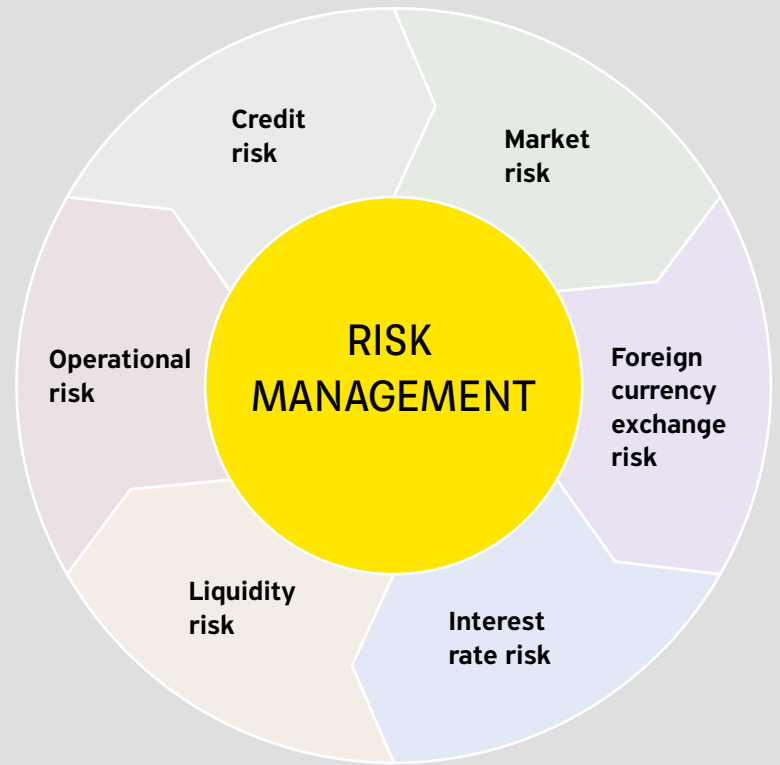 Credit
risk
Market
risk
Operational
risk
RISK
MANAGEMENT
Foreign
currency
exchange
risk
Liquidity
risk
Interest
rate risk